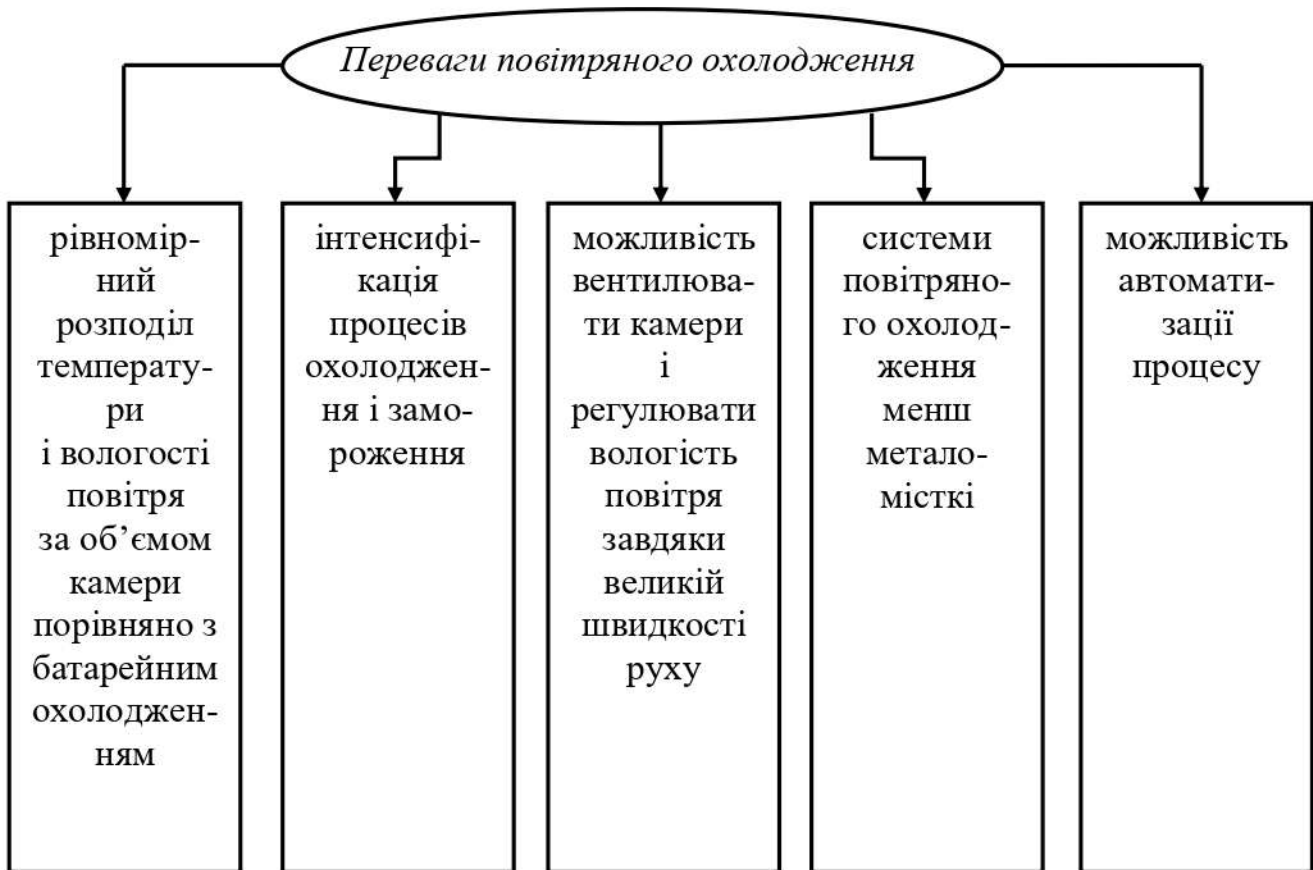 Переваги повітряного охолодження
рівномір-
ний
розподіл
температу-
ри
і вологості
повітря
за об’ємом
камери
порівняно з
батарейним
охолоджен-
ням
інтенсифі-
кація
процесів
охолоджен-
ня і замо-
роження
можливість
вентилюва-
ти камери
і
регулювати
вологість
повітря
завдяки
великій
швидкості
руху
системи
повітряно-
го охолод-
ження
менш
метало-
місткі
можливість
автомати-
зації
процесу